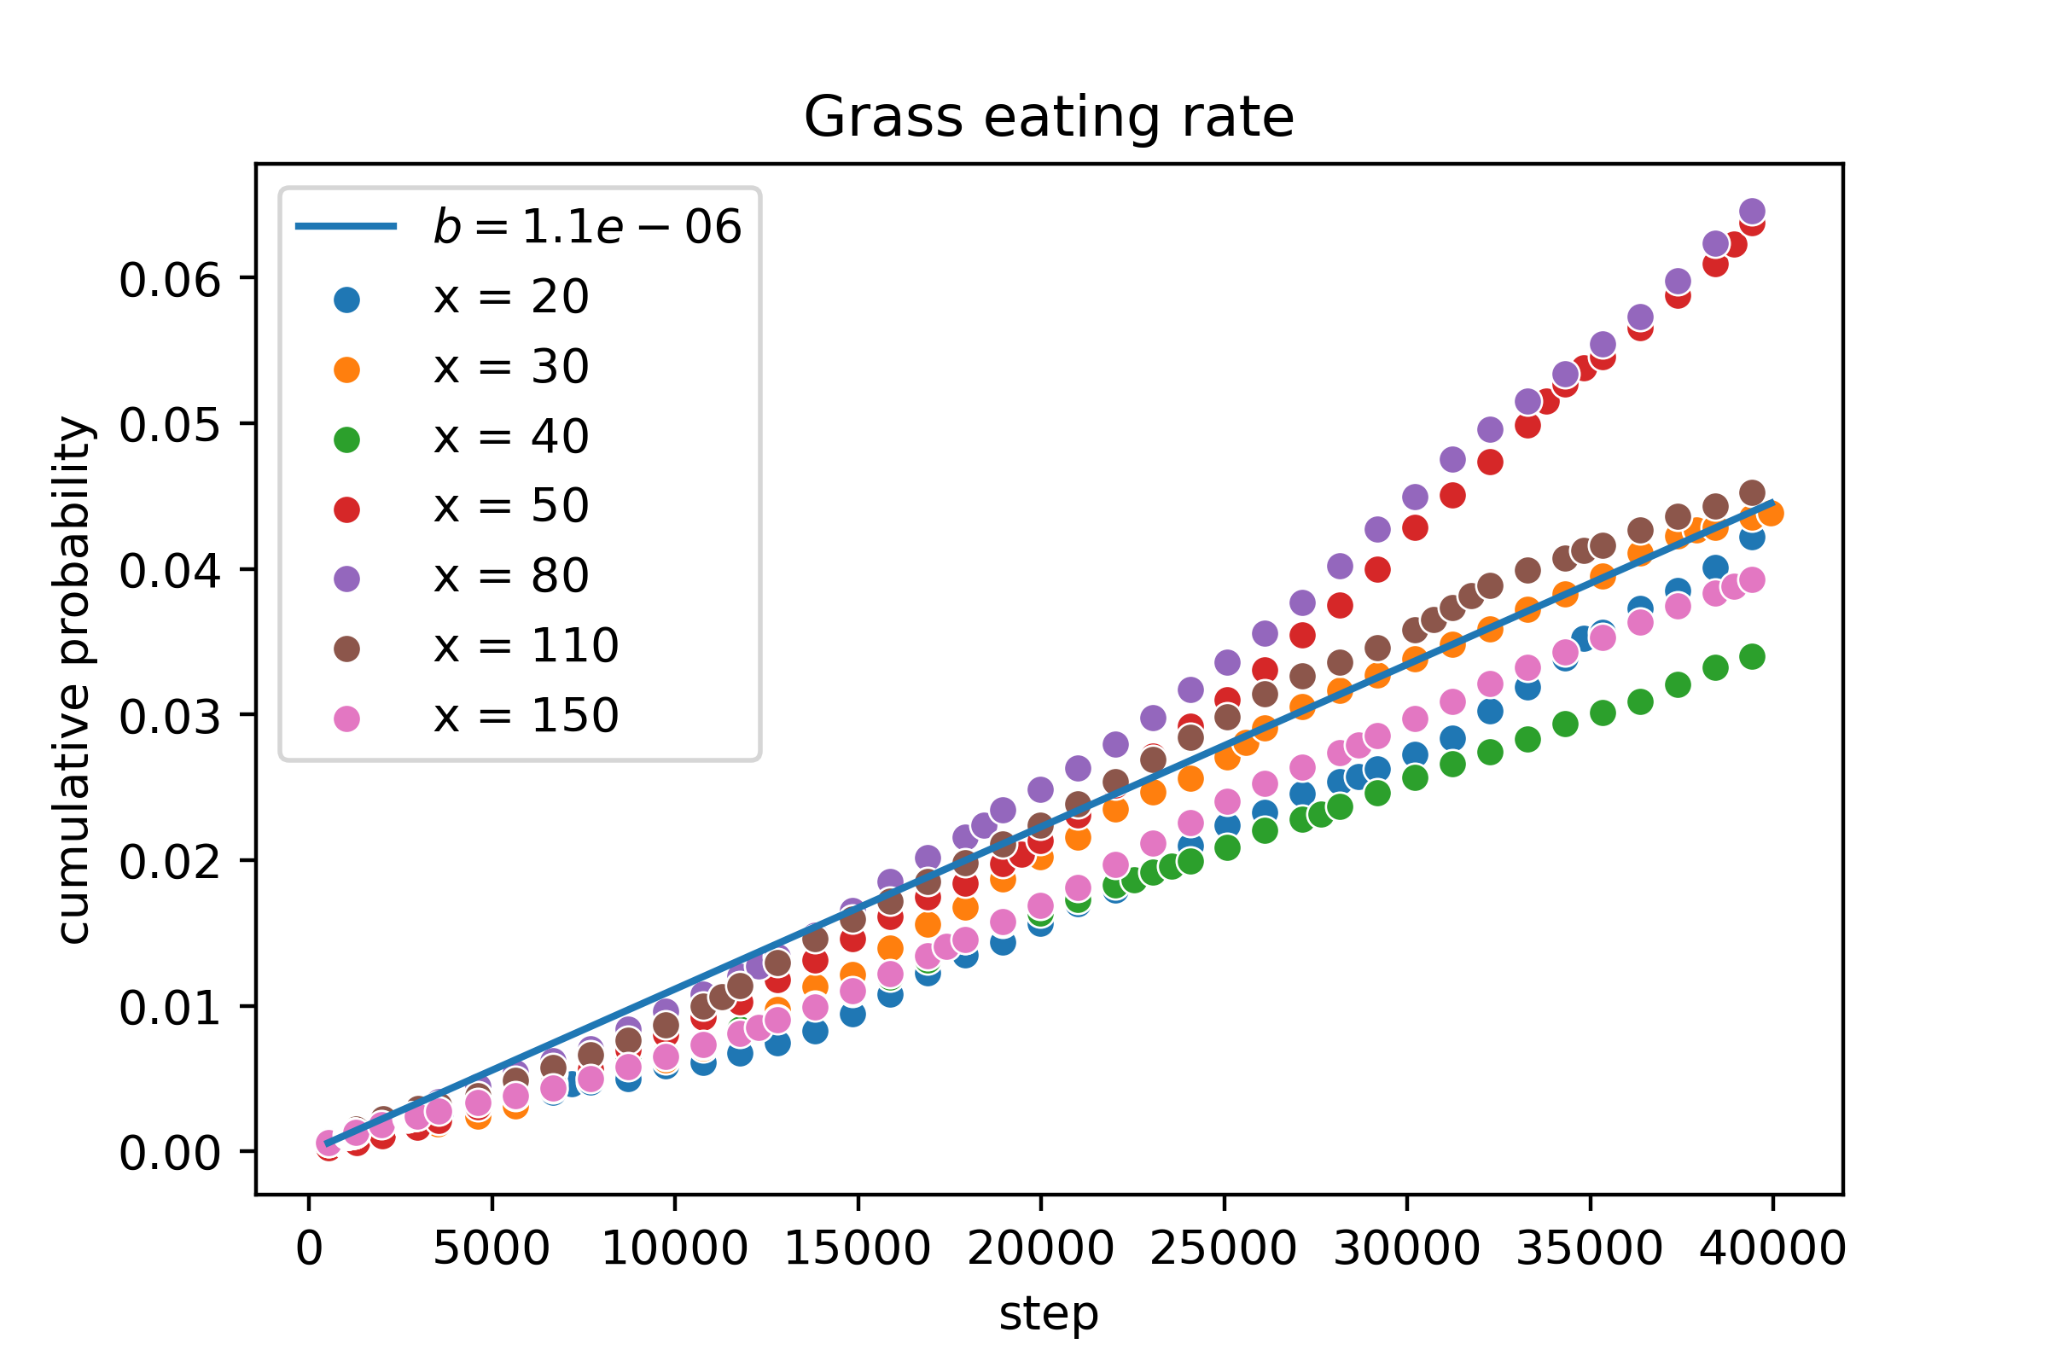 Grass eating rate
b = 1.1e − 06
x = 20
x = 30
x = 40
x = 50
x = 80
x = 110
x = 150
cumulative probability
0.06
0.05
0.04
0.03
0.02
0.01
0.00
0 5000 10000 15000 20000 25000 30000 35000 40000
step